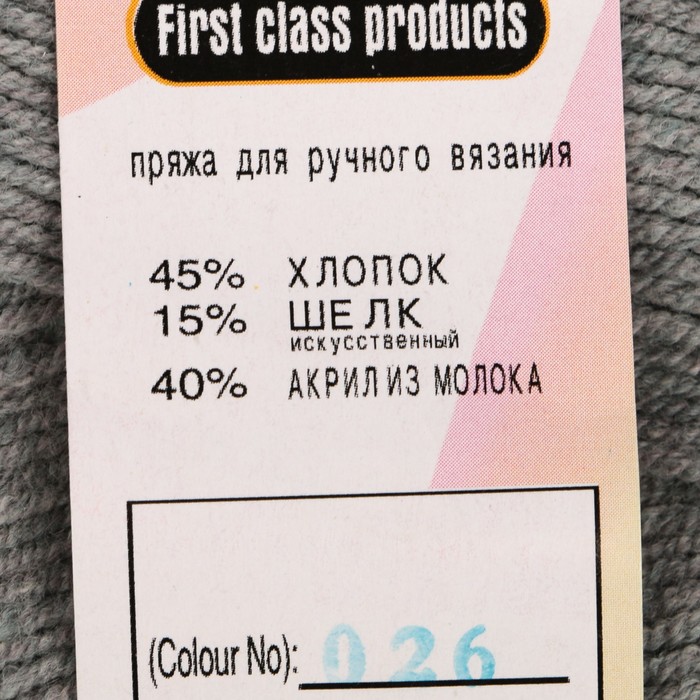 First class products
пряжа для ручного вязания
45% ХЛОПОК
15% ШЕЛК
искусственный
40% АКРИЛ ИЗ МОЛОКА
(Colour No): 026